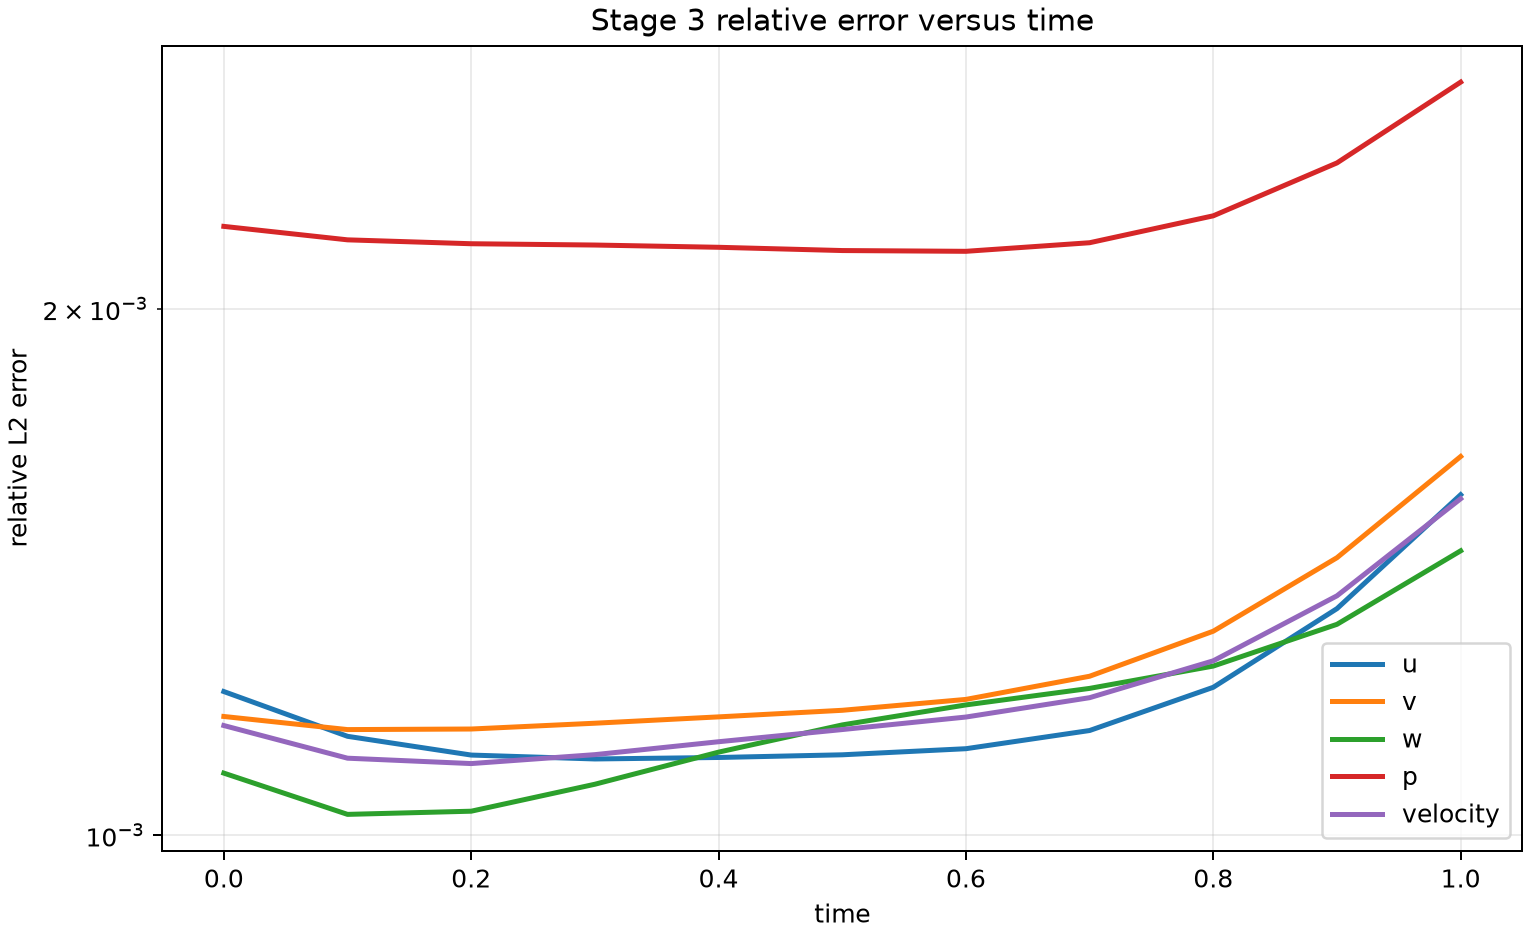 Stage 3 relative error versus time
relative L2 error
2 × 10⁻³
10⁻³
0.0 0.2 0.4 0.6 0.8 1.0
time
u
v
w
p
velocity